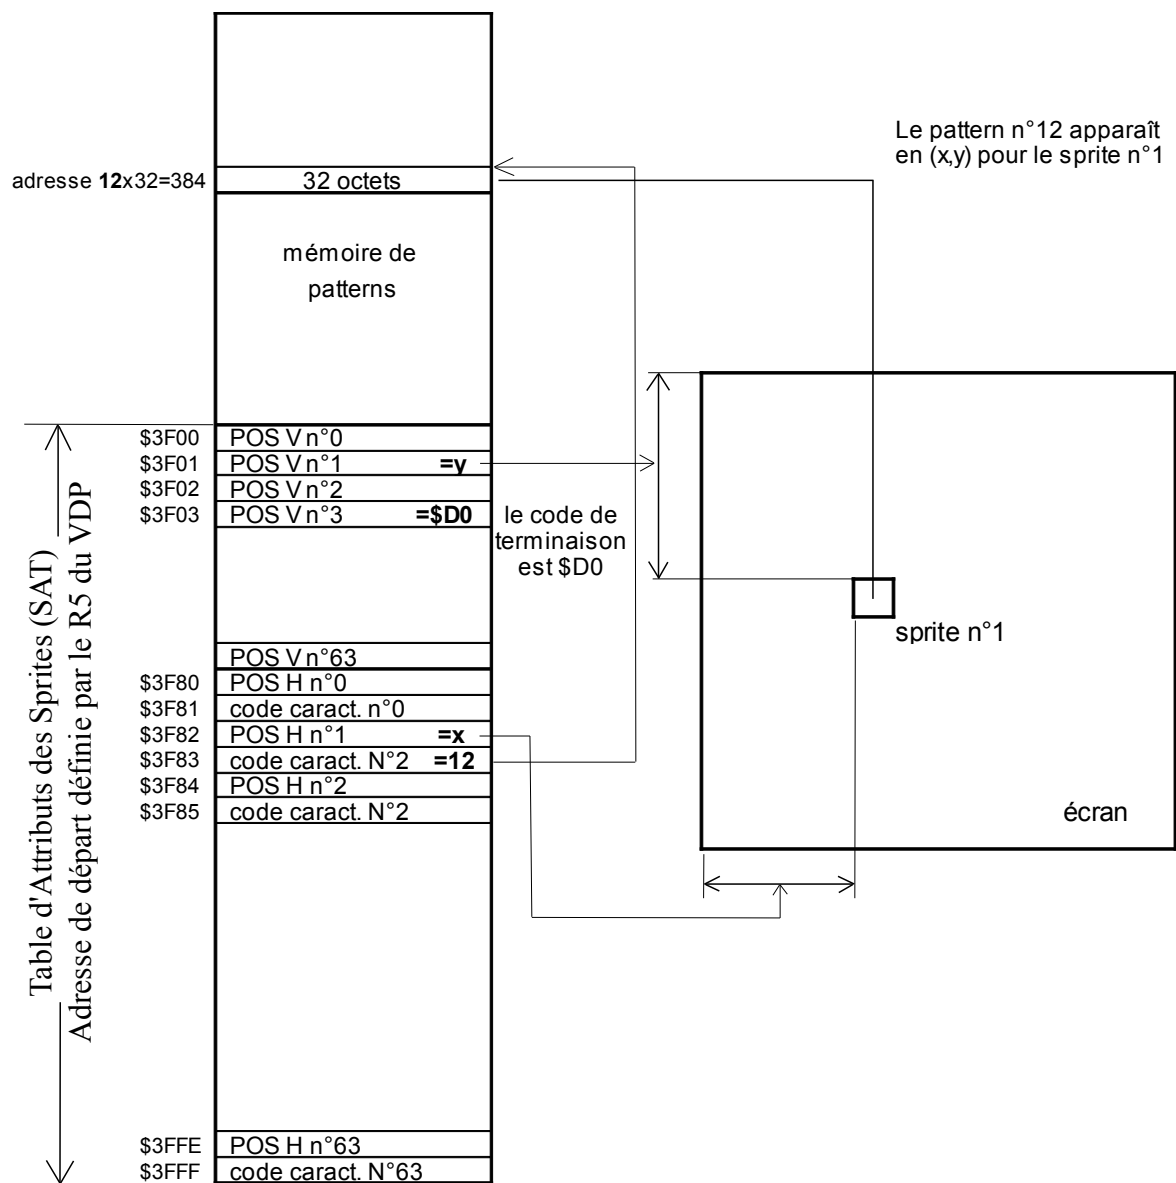 Le pattern n°12 apparaît
en (x,y) pour le sprite n°1
adresse 12x32=384
32 octets
mémoire de
patterns
$3F00 POS V n°0
$3F01 POS V n°1 =y
$3F02 POS V n°2
$3F03 POS V n°3 =$D0
le code de
terminaison
est $D0
sprite n°1
POS V n°63
$3F80 POS H n°0
$3F81 code caract. n°0
$3F82 POS H n°1 =x
$3F83 code caract. N°2 =12
$3F84 POS H n°2
$3F85 code caract. N°2
écran
Table d'Attributs des Sprites (SAT)
Adresse de départ définie par le R5 du VDP
$3FFE POS H n°63
$3FFF code caract. N°63